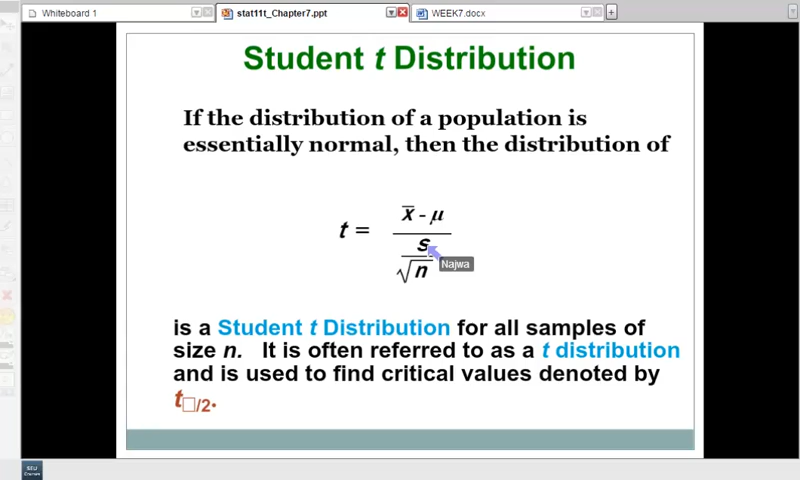 Whiteboard 1
stat11t_Chapter7.ppt
WEEK7.docx
Student t Distribution
If the distribution of a population is
essentially normal, then the distribution of
t = x̄ - µ
s
√n
Najwa
is a Student t Distribution for all samples of
size n. It is often referred to as a t distribution
and is used to find critical values denoted by
t□/2.
SEU
Courses